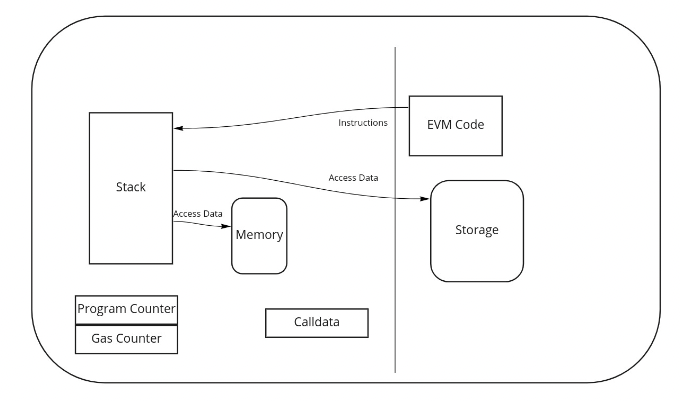 EVM Code
Instructions
Stack
Access Data
Access Data
Storage
Memory
Program Counter
Gas Counter
Calldata